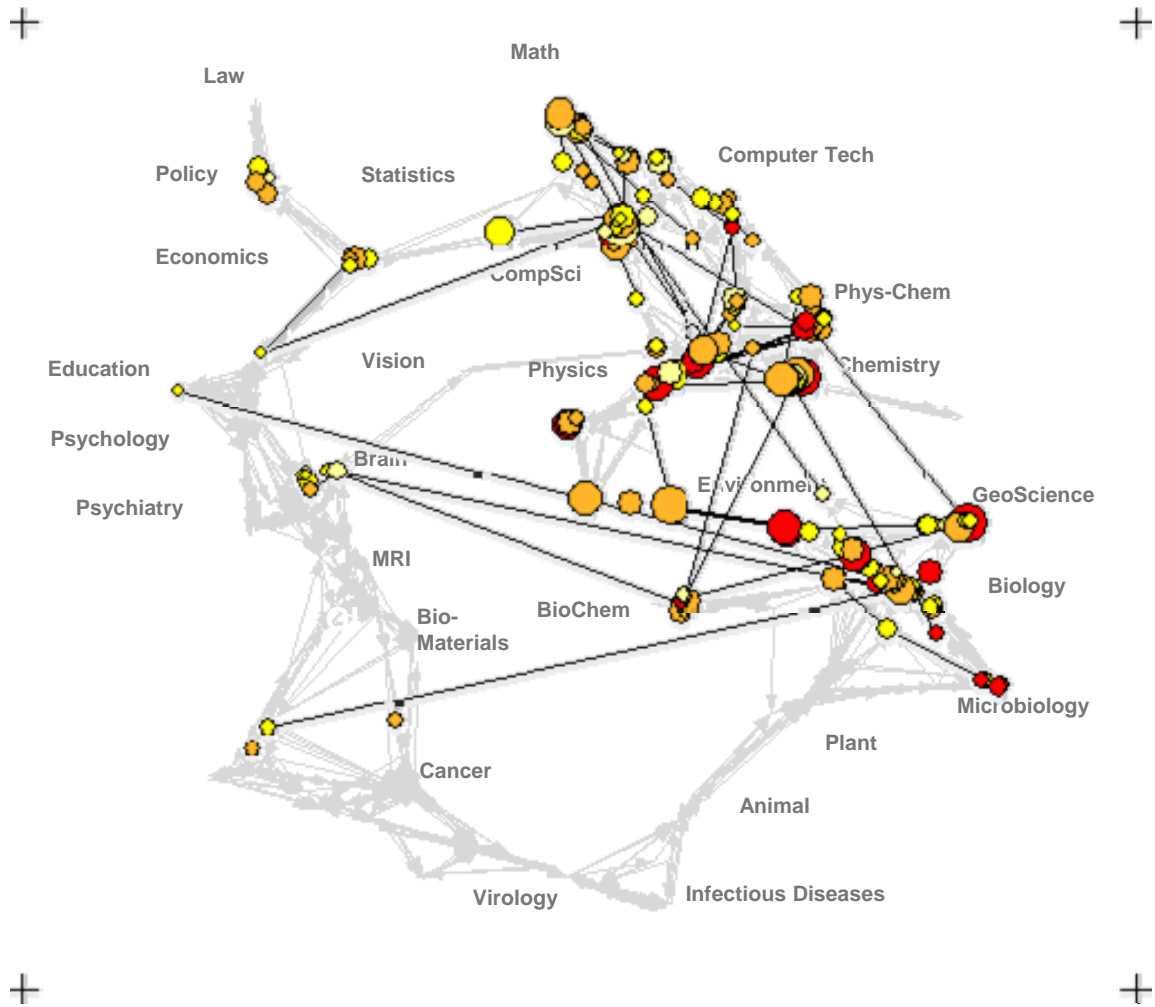 Math
Law
Computer Tech
Policy
Statistics
Economics
CompSci
Phys-Chem
Education
Vision
Physics
Chemistry
Psychology
Brain
Psychiatry
Environment
GeoScience
MRI
Biology
BioChem
Bio-
Materials
Microbiology
Plant
Cancer
Animal
Virology
Infectious Diseases